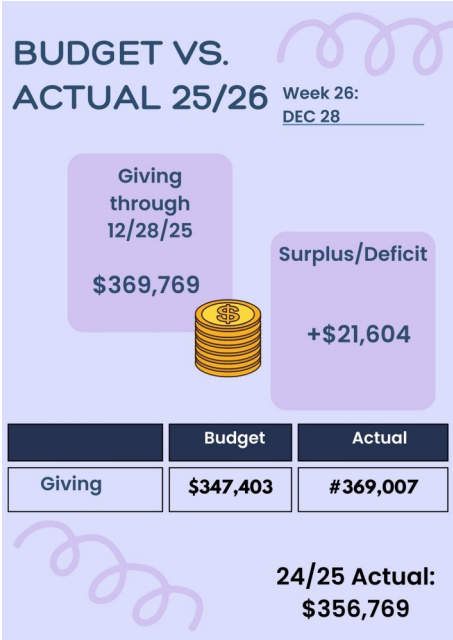 BUDGET VS.
ACTUAL 25/26
Week 26:
DEC 28
Giving
through
12/28/25
$369,769
Surplus/Deficit
+$21,604
$
Budget Actual
Giving $347,403 #369,007
24/25 Actual:
$356,769